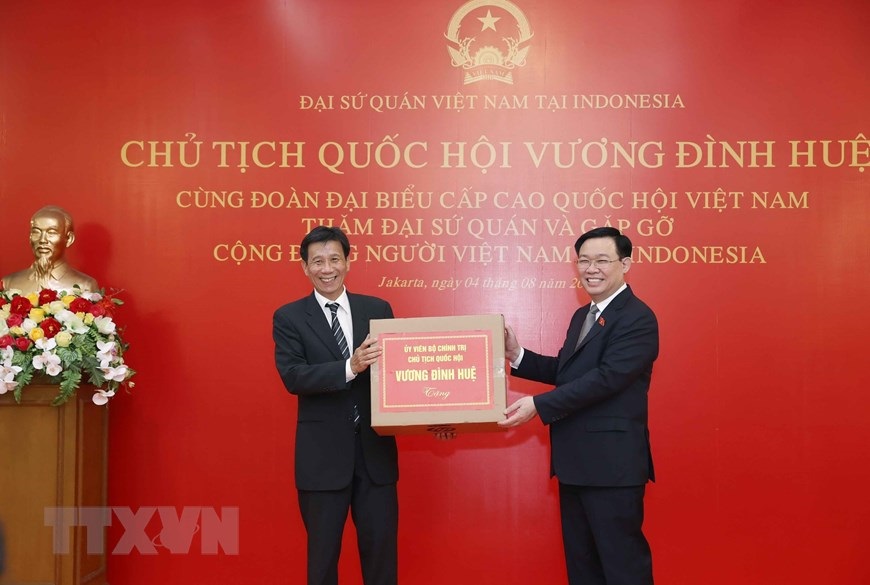 VIỆT NAM
ĐẠI SỨ QUÁN VIỆT NAM TẠI INDONESIA
CHỦ TỊCH QUỐC HỘI VƯƠNG ĐÌNH HUỆ
CÙNG ĐOÀN ĐẠI BIỂU CẤP CAO QUỐC HỘI VIỆT NAM
THĂM ĐẠI SỨ QUÁN VÀ GẶP GỠ
CỘNG ĐỒNG NGƯỜI VIỆT NAM INDONESIA
Jakarta, ngày 04 tháng 08
ỦY VIÊN BỘ CHÍNH TRỊ
CHỦ TỊCH QUỐC HỘI
VƯƠNG ĐÌNH HUỆ
Tặng
TTXVN